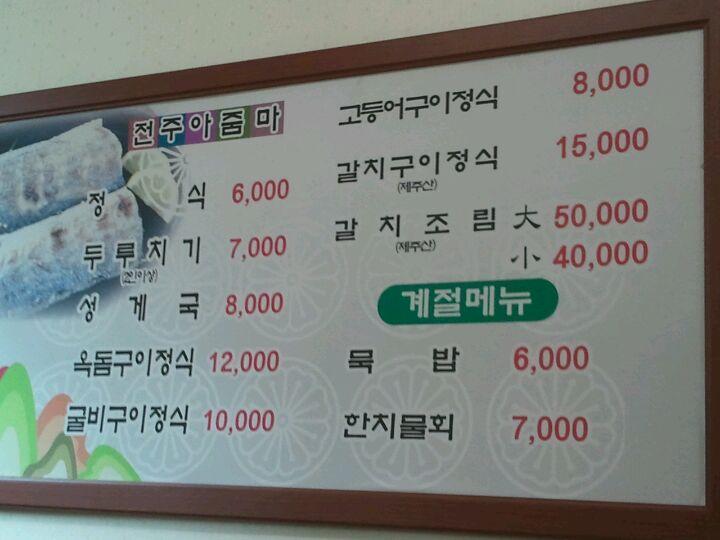 전주아줌마
정 식 6,000
두루치기 7,000
(2인이상)
성 게 국 8,000
옥돔구이정식 12,000
굴비구이정식 10,000
고등어구이정식 8,000
갈치구이정식 15,000
(제주산)
갈 치 조 림 大 50,000
(제주산)
小 40,000
계절메뉴
묵 밥 6,000
한치물회 7,000